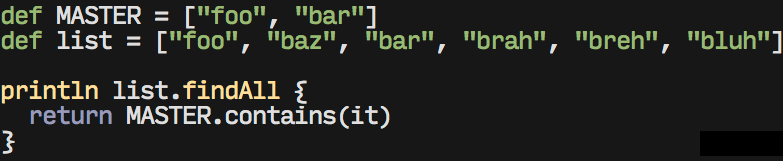 def MASTER = ["foo", "bar"]
def list = ["foo", "baz", "bar", "brah", "breh", "bluh"]
println list.findAll {
return MASTER.contains(it)
}